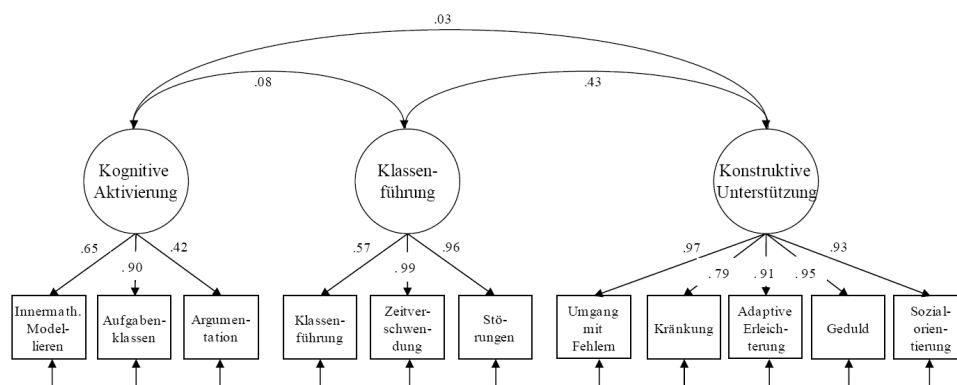 .03
.08
.43
Kognitive
Aktivierung
Klassen-
führung
Konstruktive
Unterstützung
.65
.90
.42
.57
.99
.96
.97
.79
.91
.95
.93
Innermath.
Model-
lieren
Aufgaben-
klassen
Argumen-
tation
Klassen-
führung
Zeitver-
schwen-
dung
Stö-
rungen
Umgang
mit
Fehlern
Kränkung
Adaptive
Erleich-
terung
Geduld
Sozial-
orien-
tierung